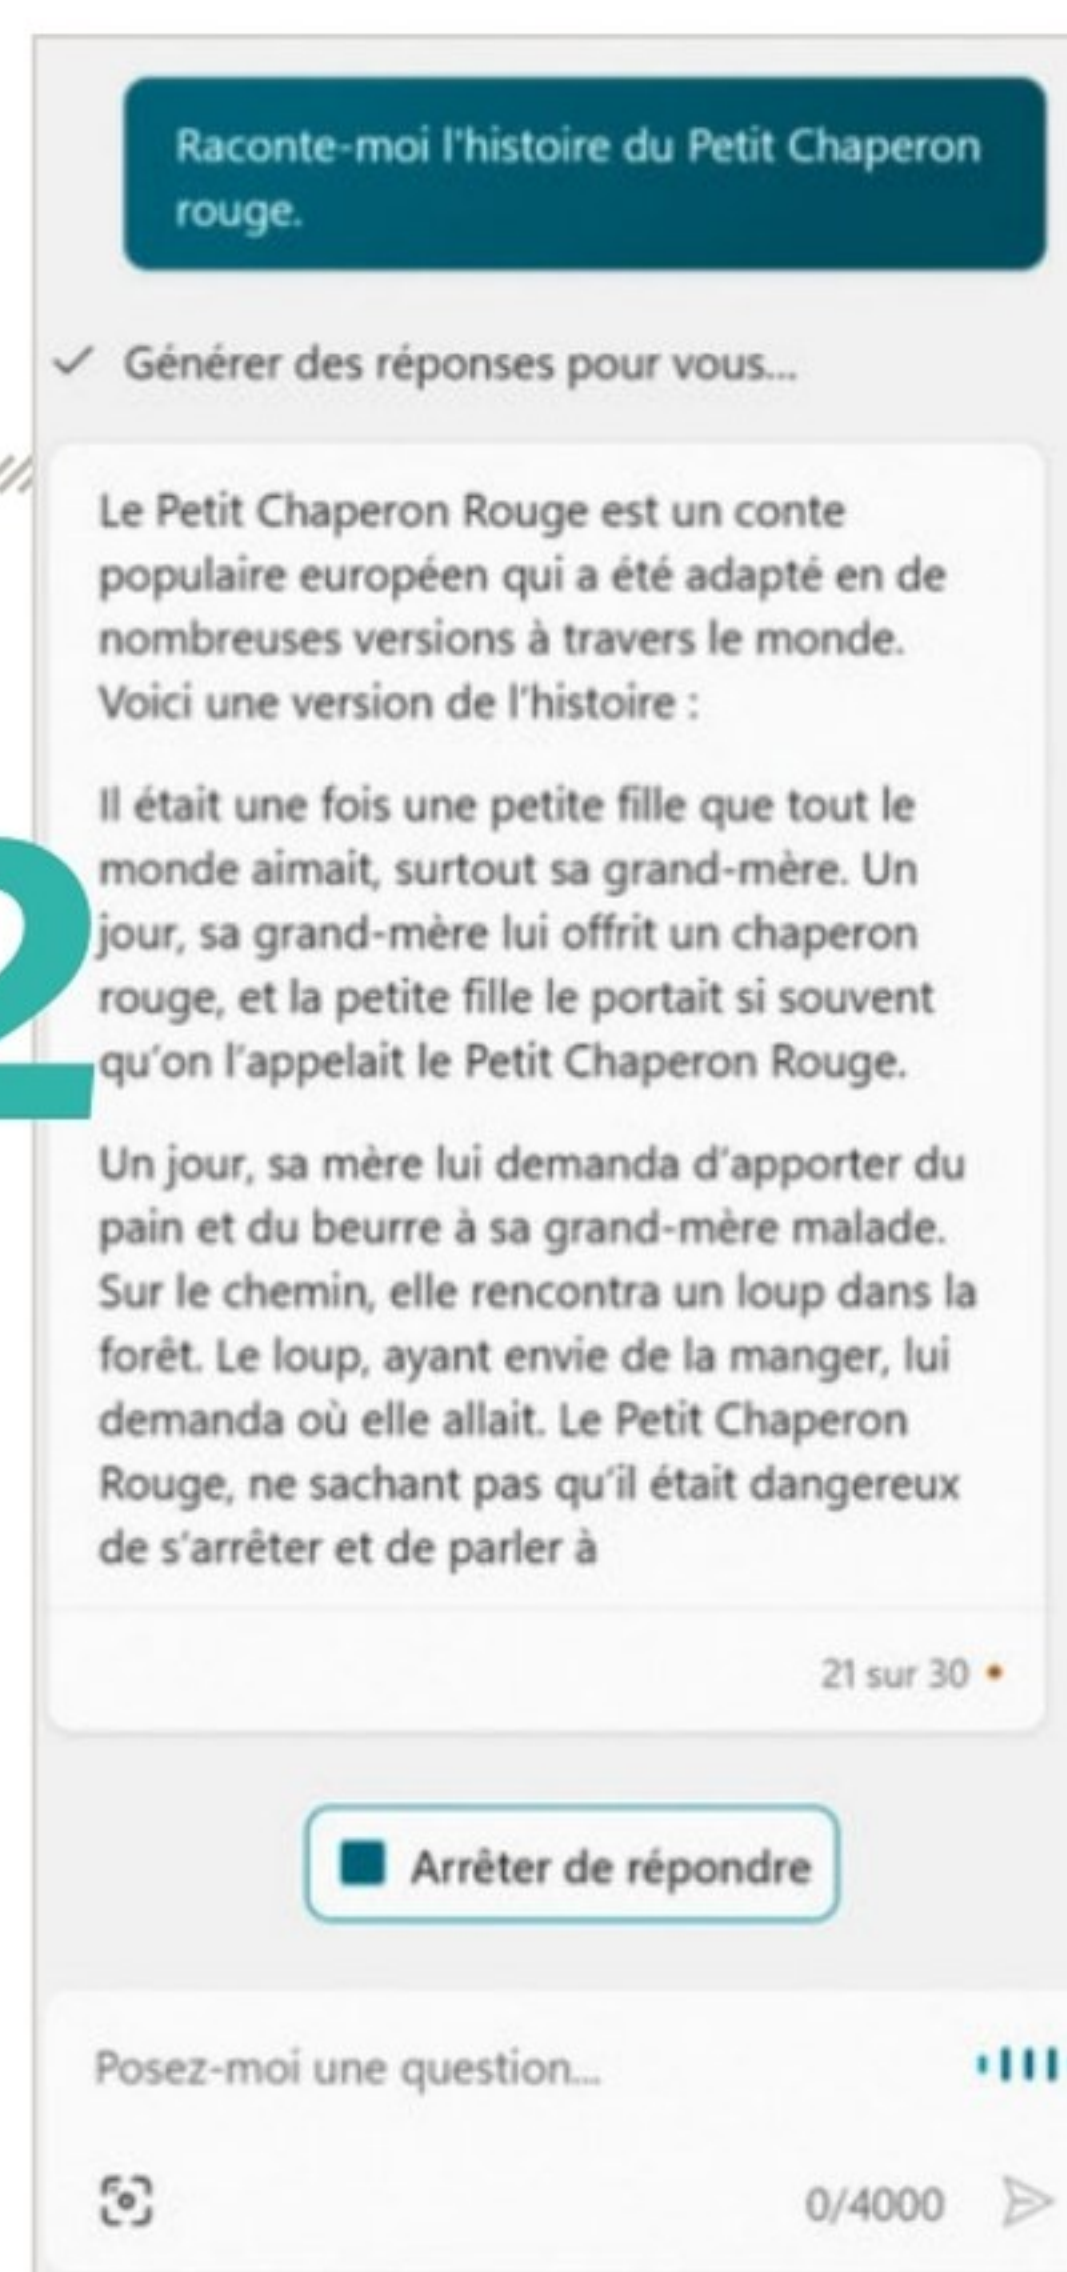 Raconte-moi l'histoire du Petit Chaperon
rouge.
Générer des réponses pour vous...
Le Petit Chaperon Rouge est un conte
populaire européen qui a été adapté en de
nombreuses versions à travers le monde.
Voici une version de l’histoire :
Il était une fois une petite fille que tout le
monde aimait, surtout sa grand-mère. Un
jour, sa grand-mère lui offrit un chaperon
rouge, et la petite fille le portait si souvent
qu’on l’appelait le Petit Chaperon Rouge.
2
Un jour, sa mère lui demanda d’apporter du
pain et du beurre à sa grand-mère malade.
Sur le chemin, elle rencontra un loup dans la
forêt. Le loup, ayant envie de la manger, lui
demanda où elle allait. Le Petit Chaperon
Rouge, ne sachant pas qu’il était dangereux
de s’arrêter et de parler à
21 sur 30
Arrêter de répondre
Posez-moi une question...
0/4000